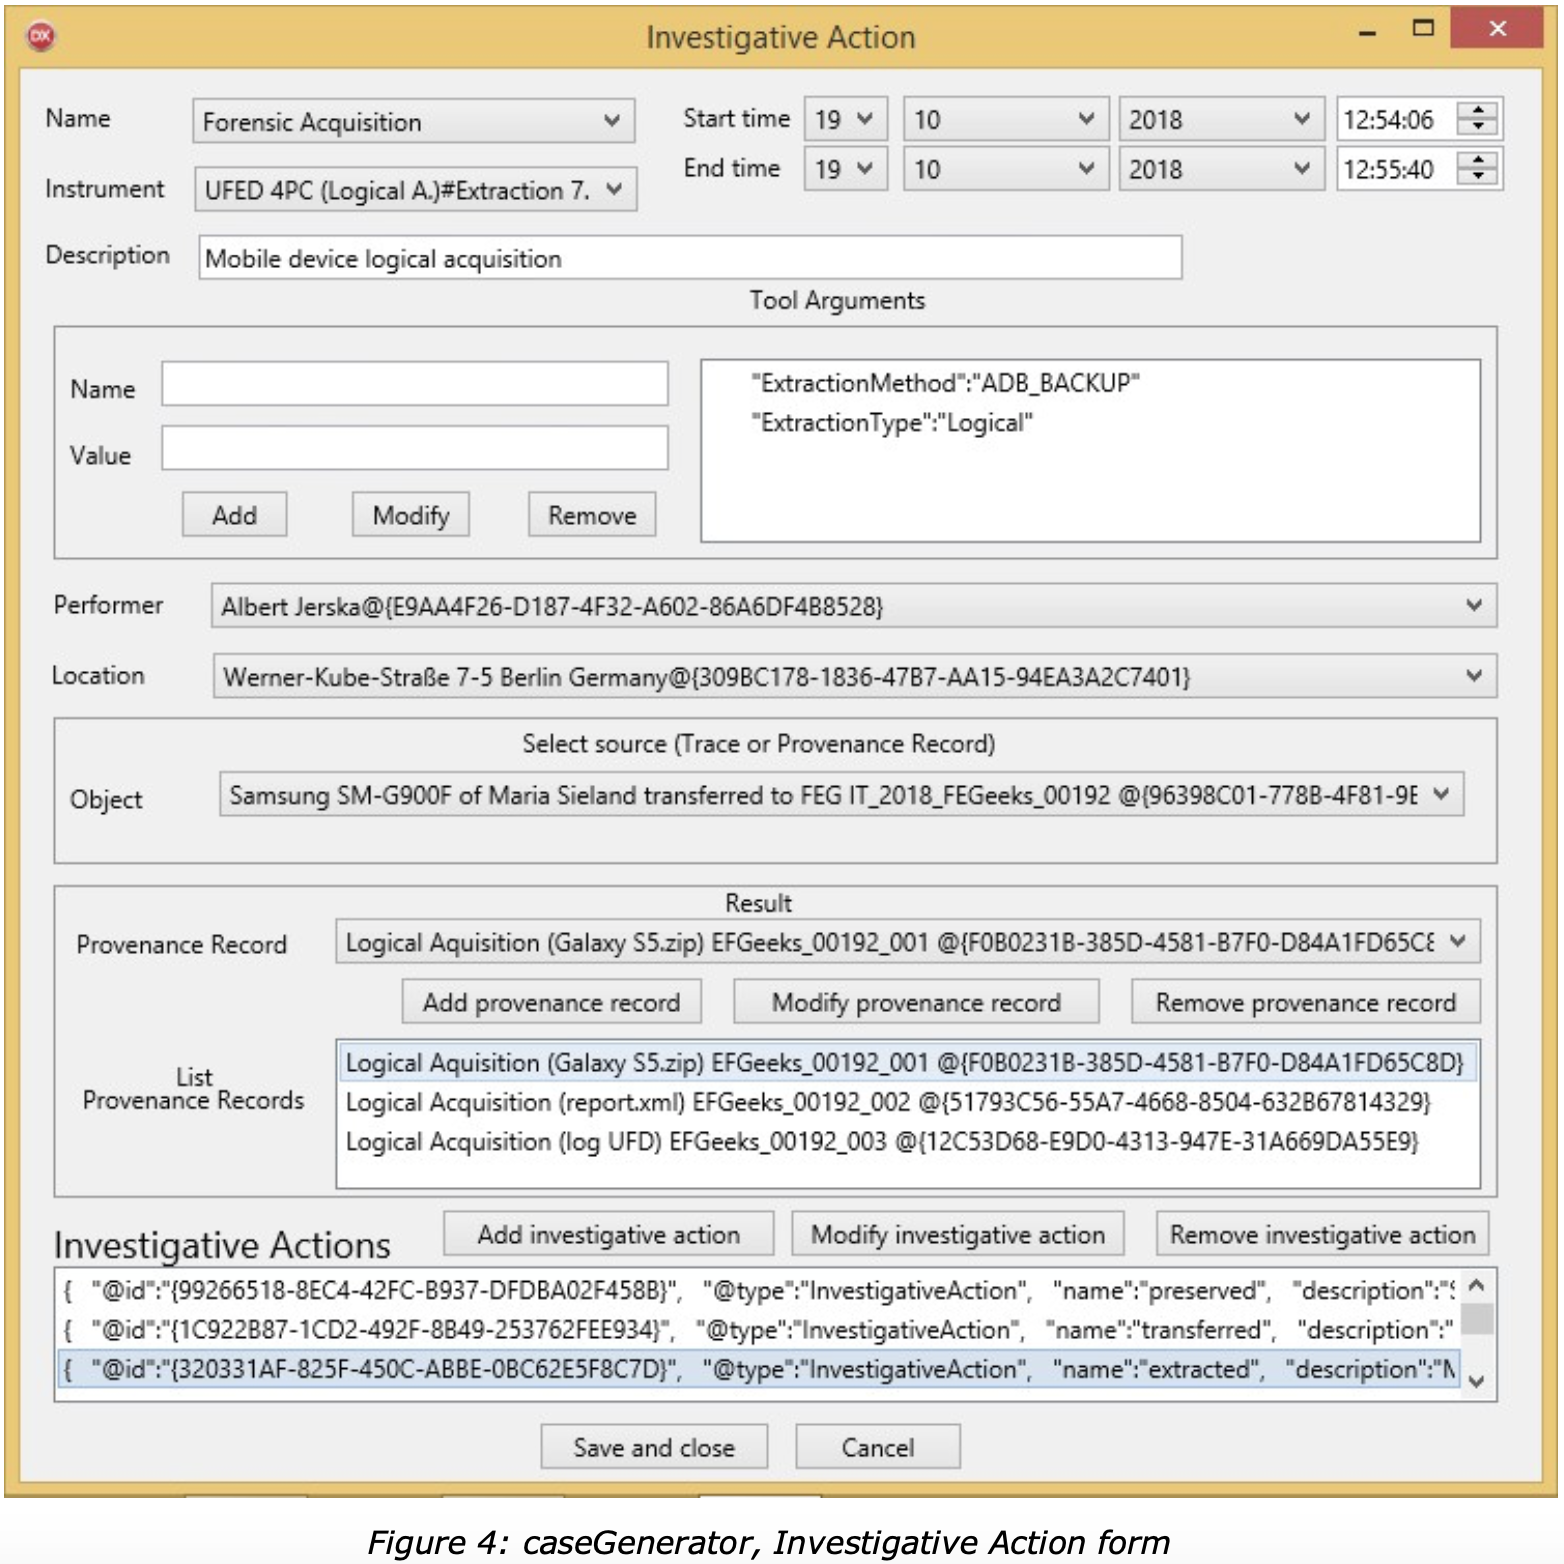 DX
Investigative Action
Name
Forensic Acquisition
Start time
19
10
2018
12:54:06
Instrument
UFED 4PC (Logical A.)#Extraction 7.
End time
19
10
2018
12:55:40
Description
Mobile device logical acquisition
Tool Arguments
Name
Value
Add
Modify
Remove
"ExtractionMethod":"ADB_BACKUP"
"ExtractionType":"Logical"
Performer
Albert Jerska@{E9AA4F26-D187-4F32-A602-86A6DF4B8528}
Location
Werner-Kube-Straße 7-5 Berlin Germany@{309BC178-1836-47B7-AA15-94EA3A2C7401}
Select source (Trace or Provenance Record)
Object
Samsung SM-G900F of Maria Sieland transferred to FEG IT_2018_FEGeeks_00192 @{96398C01-778B-4F81-9E
Result
Provenance Record
Logical Aquisition (Galaxy S5.zip) EFGeeks_00192_001 @{F0B0231B-385D-4581-B7F0-D84A1FD65C8
Add provenance record
Modify provenance record
Remove provenance record
List
Provenance Records
Logical Aquisition (Galaxy S5.zip) EFGeeks_00192_001 @{F0B0231B-385D-4581-B7F0-D84A1FD65C8D}
Logical Acquisition (report.xml) EFGeeks_00192_002 @{51793C56-55A7-4668-8504-632B67814329}
Logical Acquisition (log UFD) EFGeeks_00192_003 @{12C53D68-E9D0-4313-947E-31A669DA55E9}
Investigative Actions
Add investigative action
Modify investigative action
Remove investigative action
{ "@id":"{99266518-8EC4-42FC-B937-DFDBA02F458B}", "@type":"InvestigativeAction", "name":"preserved", "description":"S
{ "@id":"{1C922B87-1CD2-492F-8B49-253762FEE934}", "@type":"InvestigativeAction", "name":"transferred", "description":"
{ "@id":"{320331AF-825F-450C-ABBE-0BC62E5F8C7D}", "@type":"InvestigativeAction", "name":"extracted", "description":"M
Save and close
Cancel
Figure 4: caseGenerator, Investigative Action form